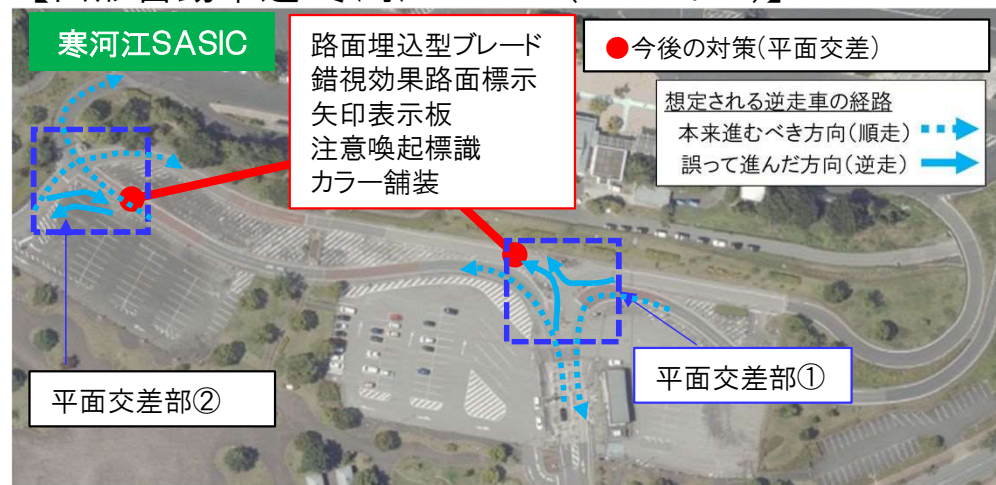 寒河江SASIC
路面埋込型ブレード
錯視効果路面標示
矢印表示板
注意喚起標識
カラー舗装
●今後の対策(平面交差)
想定される逆走車の経路
本来進むべき方向(順走)
誤って進んだ方向(逆走)
平面交差部①
平面交差部②